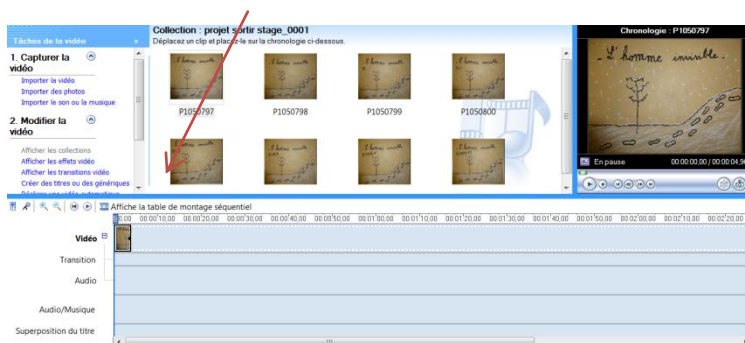 Tâches de la vidéo
×
1. Capturer la
vidéo
Importer la vidéo
Importer des photos
Importer le son ou la musique
2. Modifier la
vidéo
Afficher les collections
Afficher les effets vidéo
Afficher les transitions vidéo
Créer des titres ou des génériques
Réaliser une vidéo automatique
Collection : projet sortir stage_0001
Déplacez un clip et placez-le sur la chronologie ci-dessous.
P1050797
P1050798
P1050799
P1050800
Chronologie : P1050797
L'homme invisible.
En pause
00:00:00,00 / 00:00:04,96
Affiche la table de montage séquentiel
0,00 00:00'10,00 00:00'20,00 00:00'30,00 00:00'40,00 00:00'50,00 00:01'00,00 00:01'10,00 00:01'20,00 00:01'30,00 00:01'40,00 00:01'50,00 00:02'00,00 00:02'10,00 00:02'20,00
Vidéo
Transition
Audio
Audio/Musique
Superposition du titre